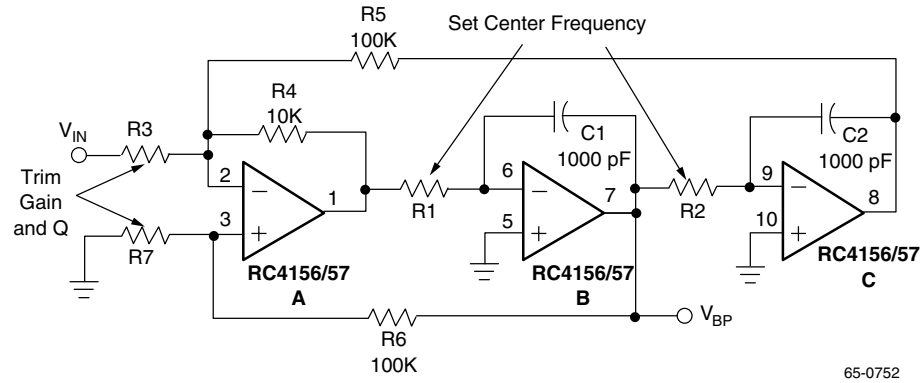 R5
100K
Set Center Frequency
R4
10K
V_IN
R3
C1
1000 pF
C2
1000 pF
Trim
Gain
and Q
2
−
1
3
+
R1
6
−
7
5
+
R2
9
−
8
10
+
R7
RC4156/57
A
RC4156/57
B
RC4156/57
C
R6
100K
V_BP
65-0752